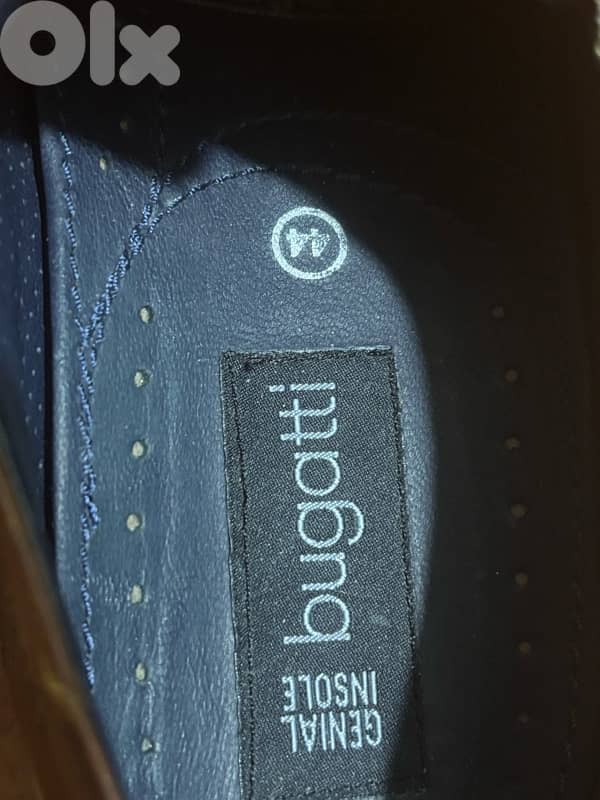 Olx
44
bugatti
GENIAL
INSOLE